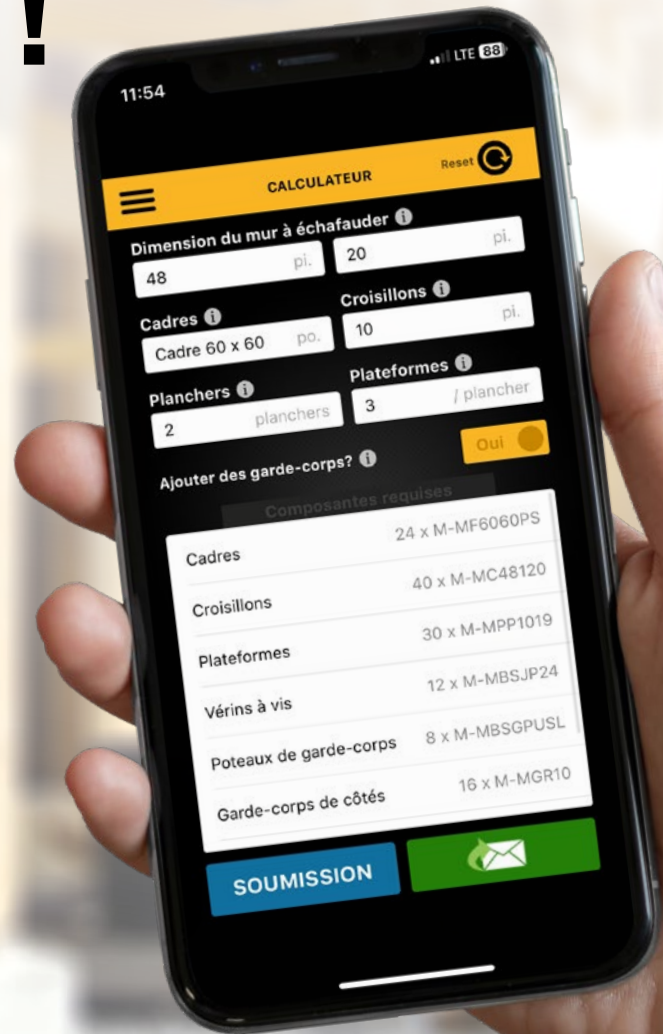 !
11:54 LTE 88
CALCULATEUR Reset
Dimension du mur à échafauder i
48 pi. 20 pi.
Cadres i Croisillons i
Cadre 60 x 60 po. 10 pi.
Planchers i Plateformes i
2 planchers 3 / plancher
Ajouter des garde-corps? i Oui
Composantes requises
Cadres 24 x M-MF6060PS
Croisillons 40 x M-MC48120
Plateformes 30 x M-MPP1019
Vérins à vis 12 x M-MBSJP24
Poteaux de garde-corps 8 x M-MBSGPUSL
Garde-corps de côtés 16 x M-MGR10
SOUMISSION